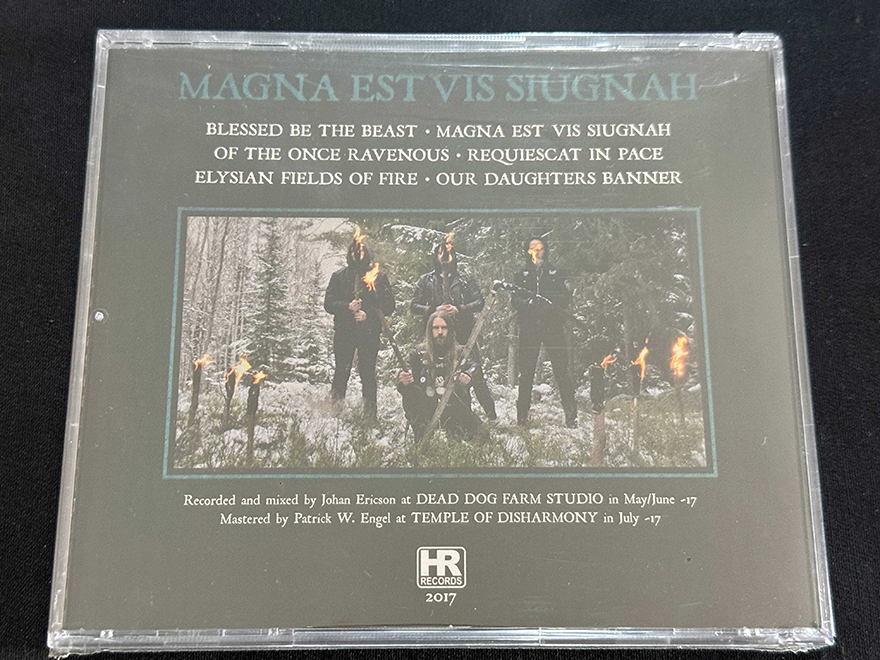 MAGNA EST VIS SIUGNAH
BLESSED BE THE BEAST • MAGNA EST VIS SIUGNAH
OF THE ONCE RAVENOUS • REQUIESCAT IN PACE
ELYSIAN FIELDS OF FIRE • OUR DAUGHTERS BANNER
Recorded and mixed by Johan Ericson at DEAD DOG FARM STUDIO in May/June -17
Mastered by Patrick W. Engel at TEMPLE OF DISHARMONY in July -17
HR
RECORDS
2017